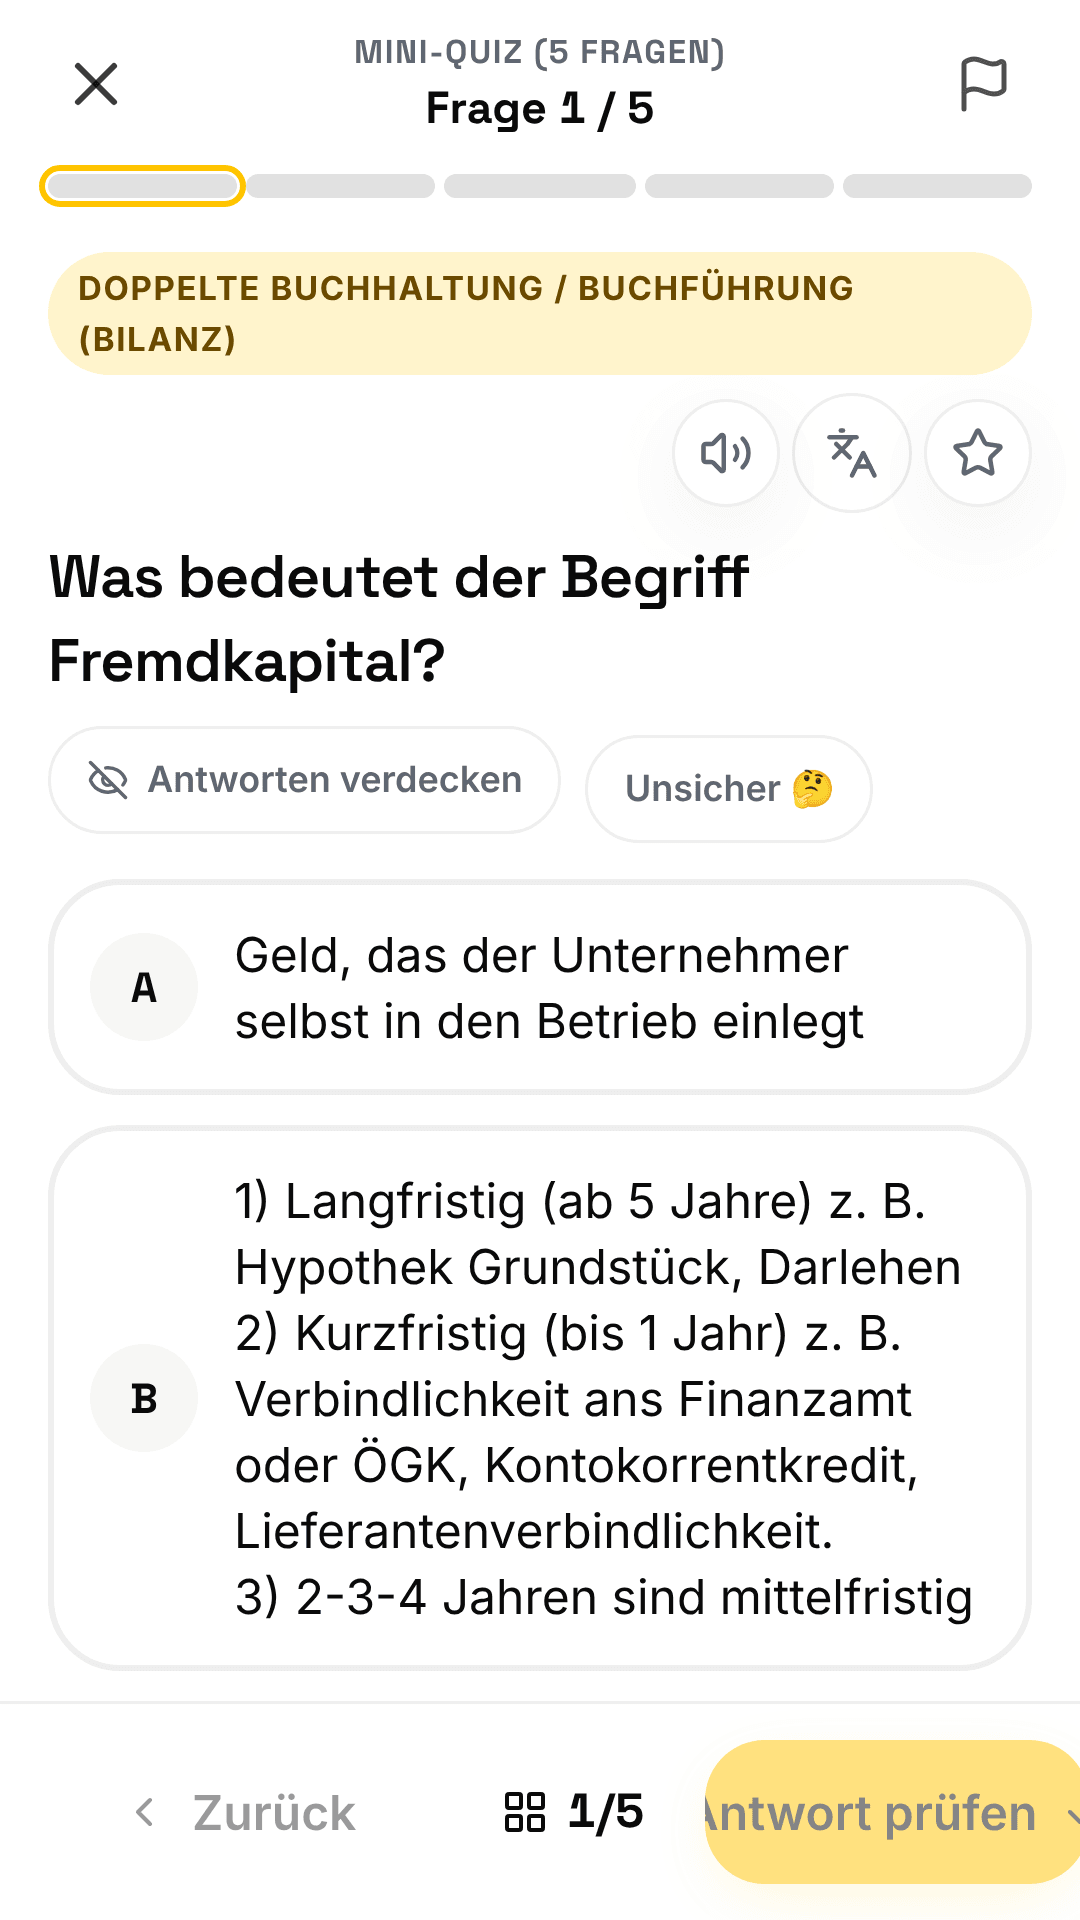 MINI-QUIZ (5 FRAGEN)
Frage 1 / 5
DOPPELTE BUCHHALTUNG / BUCHFÜHRUNG
(BILANZ)
Was bedeutet der Begriff
Fremdkapital?
Antworten verdecken
Unsicher 🤔
A
Geld, das der Unternehmer
selbst in den Betrieb einlegt
B
1) Langfristig (ab 5 Jahre) z. B.
Hypothek Grundstück, Darlehen
2) Kurzfristig (bis 1 Jahr) z. B.
Verbindlichkeit ans Finanzamt
oder ÖGK, Kontokorrentkredit,
Lieferantenverbindlichkeit.
3) 2-3-4 Jahren sind mittelfristig
Zurück
1/5
Antwort prüfen